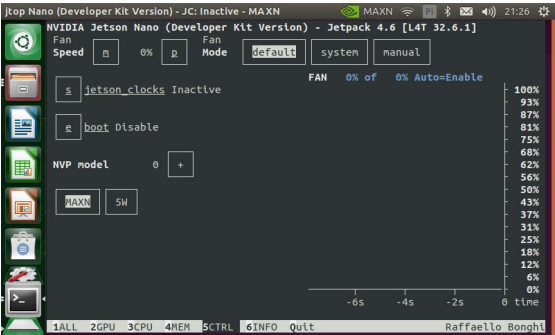 jtop Nano (Developer Kit Version) - JC: Inactive - MAXN MAXN 21:26
NVIDIA Jetson Nano (Developer Kit Version) - Jetpack 4.6 [L4T 32.6.1]
Fan Fan
Speed m 0% p Mode default system manual
FAN 0% of 0% Auto=Enable
s jetson_clocks Inactive
e boot Disable
NVP model 0 +
MAXN 5W
100%
93%
87%
81%
75%
68%
62%
56%
50%
43%
37%
31%
25%
18%
12%
6%
0%
-6s -4s -2s 0 time
1ALL 2GPU 3CPU 4MEM 5CTRL 6INFO Quit Raffaello Bonghi